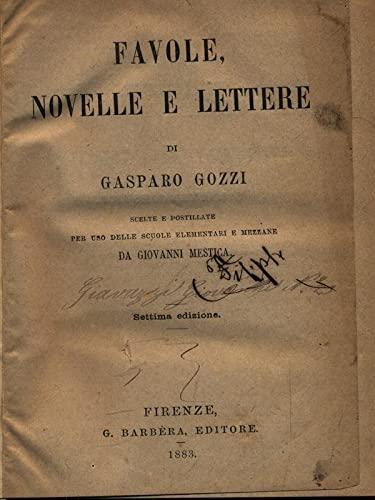 FAVOLE,
NOVELLE E LETTERE
DI
GASPARO GOZZI
SCELTE E POSTILLATE
PER USO DELLE SCUOLE ELEMENTARI E MEZZANE
DA GIOVANNI MESTICA.
Settima edizione.
FIRENZE,
G. BARBÈRA, EDITORE.
1883.